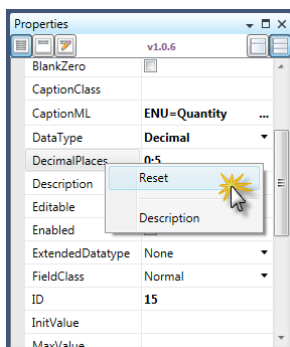 Properties
v1.0.6
BlankZero
CaptionClass
CaptionML ENU=Quantity ...
DataType Decimal
DecimalPlaces 0:5
Reset
Description
Description
Editable
Enabled
ExtendedDatatype None
FieldClass Normal
ID 15
InitValue
MaxValue